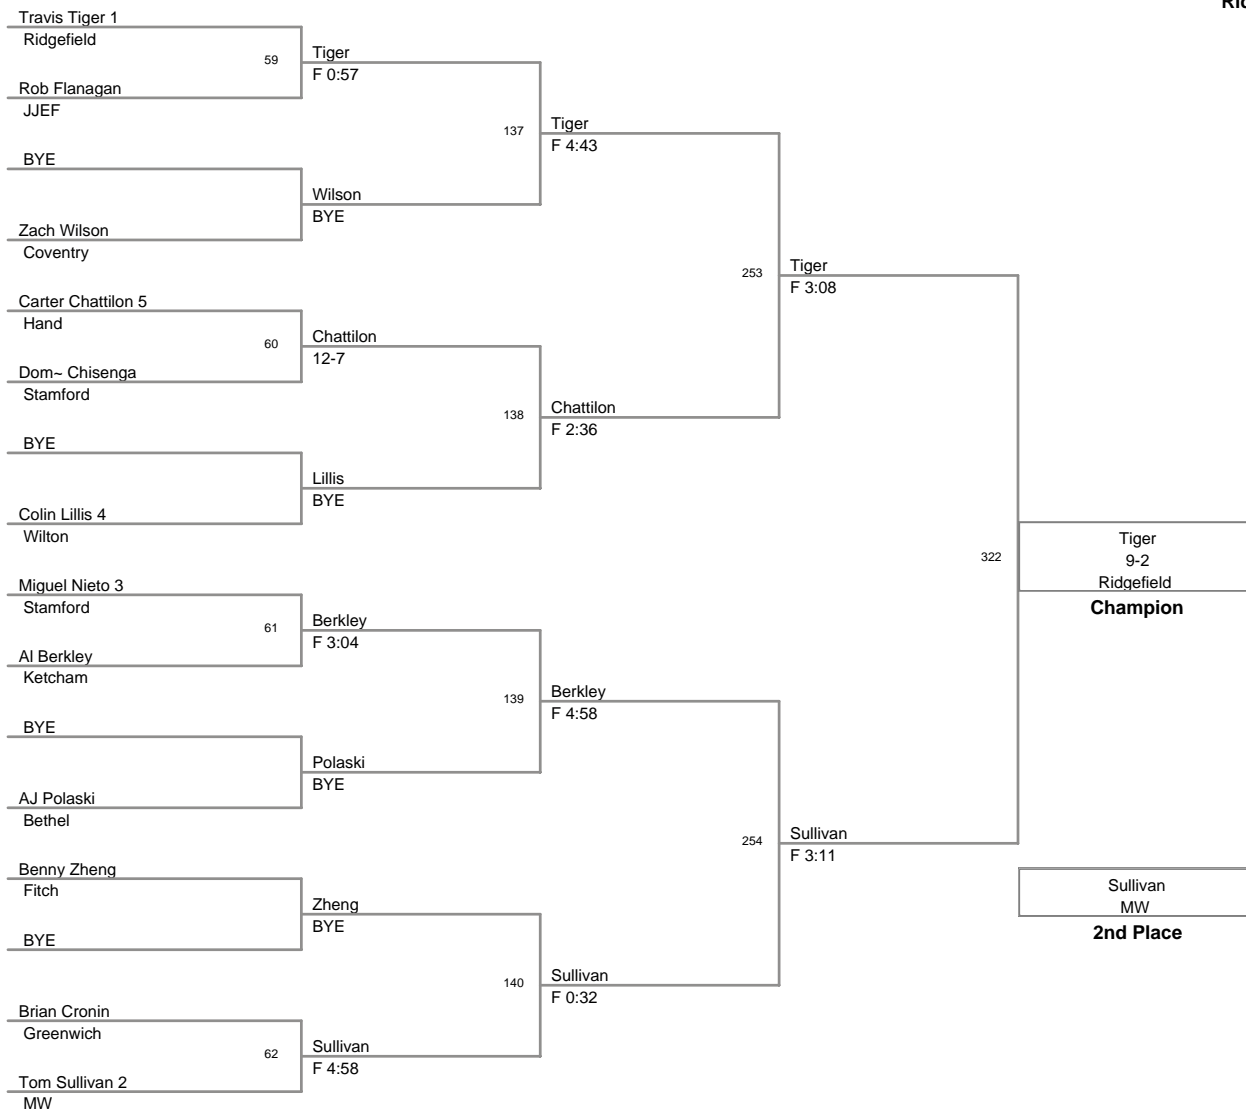 Travis Tiger 1
Ridgefield
59
Rob Flanagan
JJEF
Tiger
F 0:57
BYE
Zach Wilson
Coventry
Wilson
BYE
137
Tiger
F 4:43
Carter Chattilon 5
Hand
60
Dom~ Chisenga
Stamford
Chattilon
12-7
BYE
Colin Lillis 4
Wilton
Lillis
BYE
138
Chattilon
F 2:36
253
Tiger
F 3:08
Miguel Nieto 3
Stamford
61
Al Berkley
Ketcham
Berkley
F 3:04
BYE
AJ Polaski
Bethel
Polaski
BYE
139
Berkley
F 4:58
Benny Zheng
Fitch
BYE
Zheng
BYE
Brian Cronin
Greenwich
62
Tom Sullivan 2
MW
Sullivan
F 4:58
140
Sullivan
F 0:32
254
Sullivan
F 3:11
322
Tiger
9-2
Ridgefield
Champion
Sullivan
MW
2nd Place